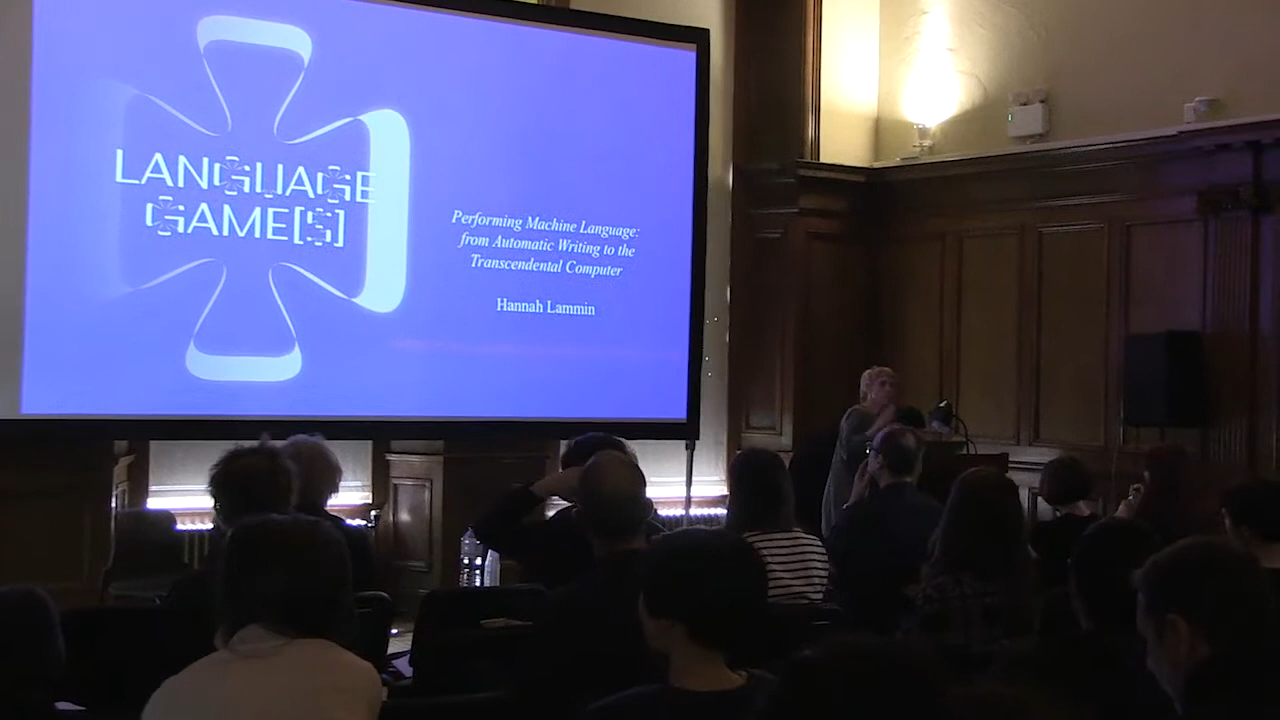 LANGUAGE
GAME[S]
Performing Machine Language:
from Automatic Writing to the
Transcendental Computer
Hannah Lammin